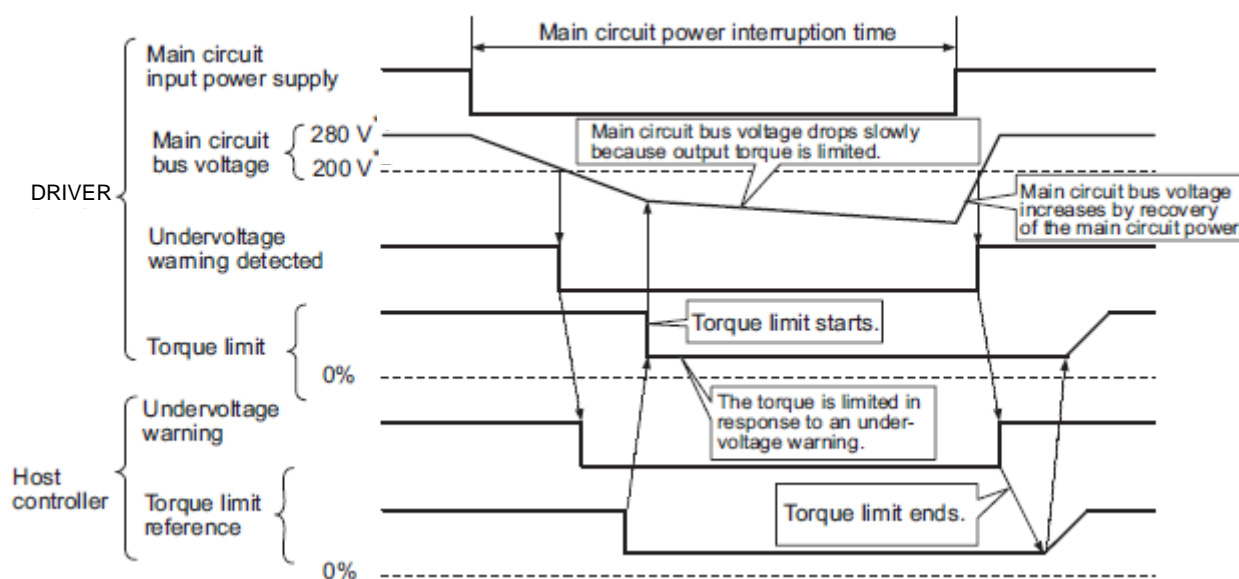 Main circuit power interruption time
Main circuit
input power supply
Main circuit
bus voltage
280 V*
200 V*
Main circuit bus voltage drops slowly
because output torque is limited.
DRIVER
Main circuit bus voltage
increases by recovery
of the main circuit power
Undervoltage
warning detected
Torque limit starts.
Torque limit
0%
The torque is limited in
response to an under-
voltage warning.
Undervoltage
warning
Host
controller
Torque limit
reference
Torque limit ends.
0%